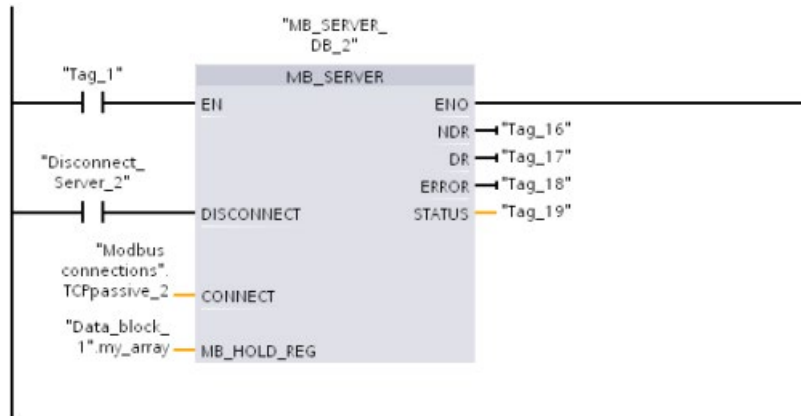 "MB_SERVER_
DB_2"
"Tag_1"
MB_SERVER
EN
ENO
NDR
"Tag_16"
DR
"Tag_17"
"Disconnect_
Server_2"
ERROR
"Tag_18"
DISCONNECT
STATUS
"Tag_19"
"Modbus
connections".
TCPpassive_2
CONNECT
"Data_block_
1".my_array
MB_HOLD_REG